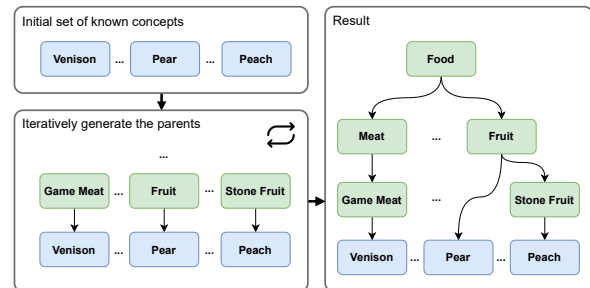 Initial set of known concepts
Venison ... Pear ... Peach
Iteratively generate the parents
...
Game Meat ... Fruit ... Stone Fruit
Venison ... Pear ... Peach
Result
Food
Meat ... Fruit
Game Meat ... Stone Fruit
Venison ... Pear ... Peach